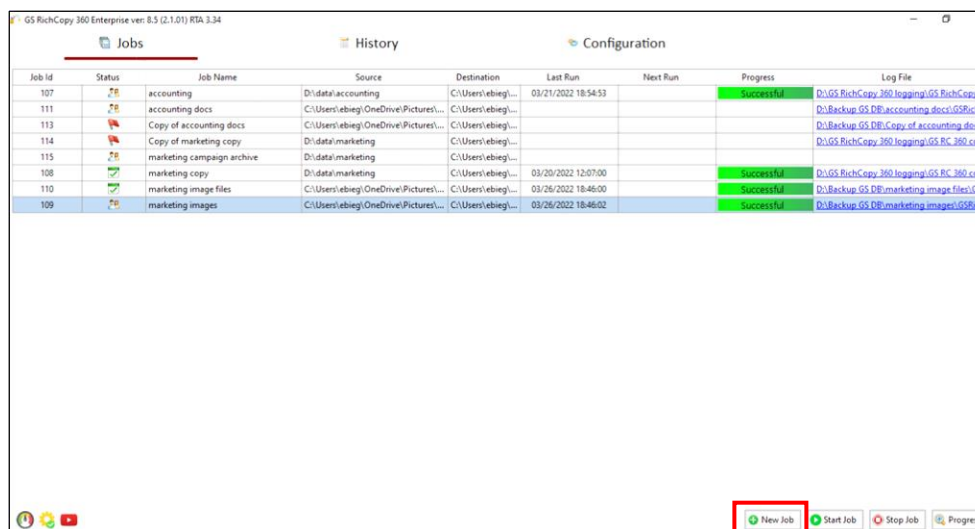 GS RichCopy 360 Enterprise ver: 8.5 (2.1.01) RTA 3.34
Jobs History Configuration
Job Id Status Job Name Source Destination Last Run Next Run Progress Log File
107 accounting D:\data\accounting C:\Users\ebieg\... 03/21/2022 18:54:53 Successful D:\GS RichCopy 360 logging\GS RichCopy
111 accounting docs C:\Users\ebieg\OneDrive\Pictures\... C:\Users\ebieg\... D:\Backup GS DB\accounting docs\GSRic
113 Copy of accounting docs C:\Users\ebieg\OneDrive\Pictures\... C:\Users\ebieg\... D:\Backup GS DB\Copy of accounting do
114 Copy of marketing copy D:\data\marketing C:\Users\ebieg\... D:\GS RichCopy 360 logging\GS RC 360 c
115 marketing campaign archive D:\data\marketing C:\Users\ebieg\...
108 marketing copy D:\data\marketing C:\Users\ebieg\... 03/20/2022 12:07:00 Successful D:\GS RichCopy 360 logging\GS RC 360 c
110 marketing image files C:\Users\ebieg\OneDrive\Pictures\... C:\Users\ebieg\... 03/26/2022 18:46:00 Successful D:\Backup GS DB\marketing image files\G
109 marketing images C:\Users\ebieg\OneDrive\Pictures\... C:\Users\ebieg\... 03/26/2022 18:46:02 Successful D:\Backup GS DB\marketing images\GSRi
New Job Start Job Stop Job Progre